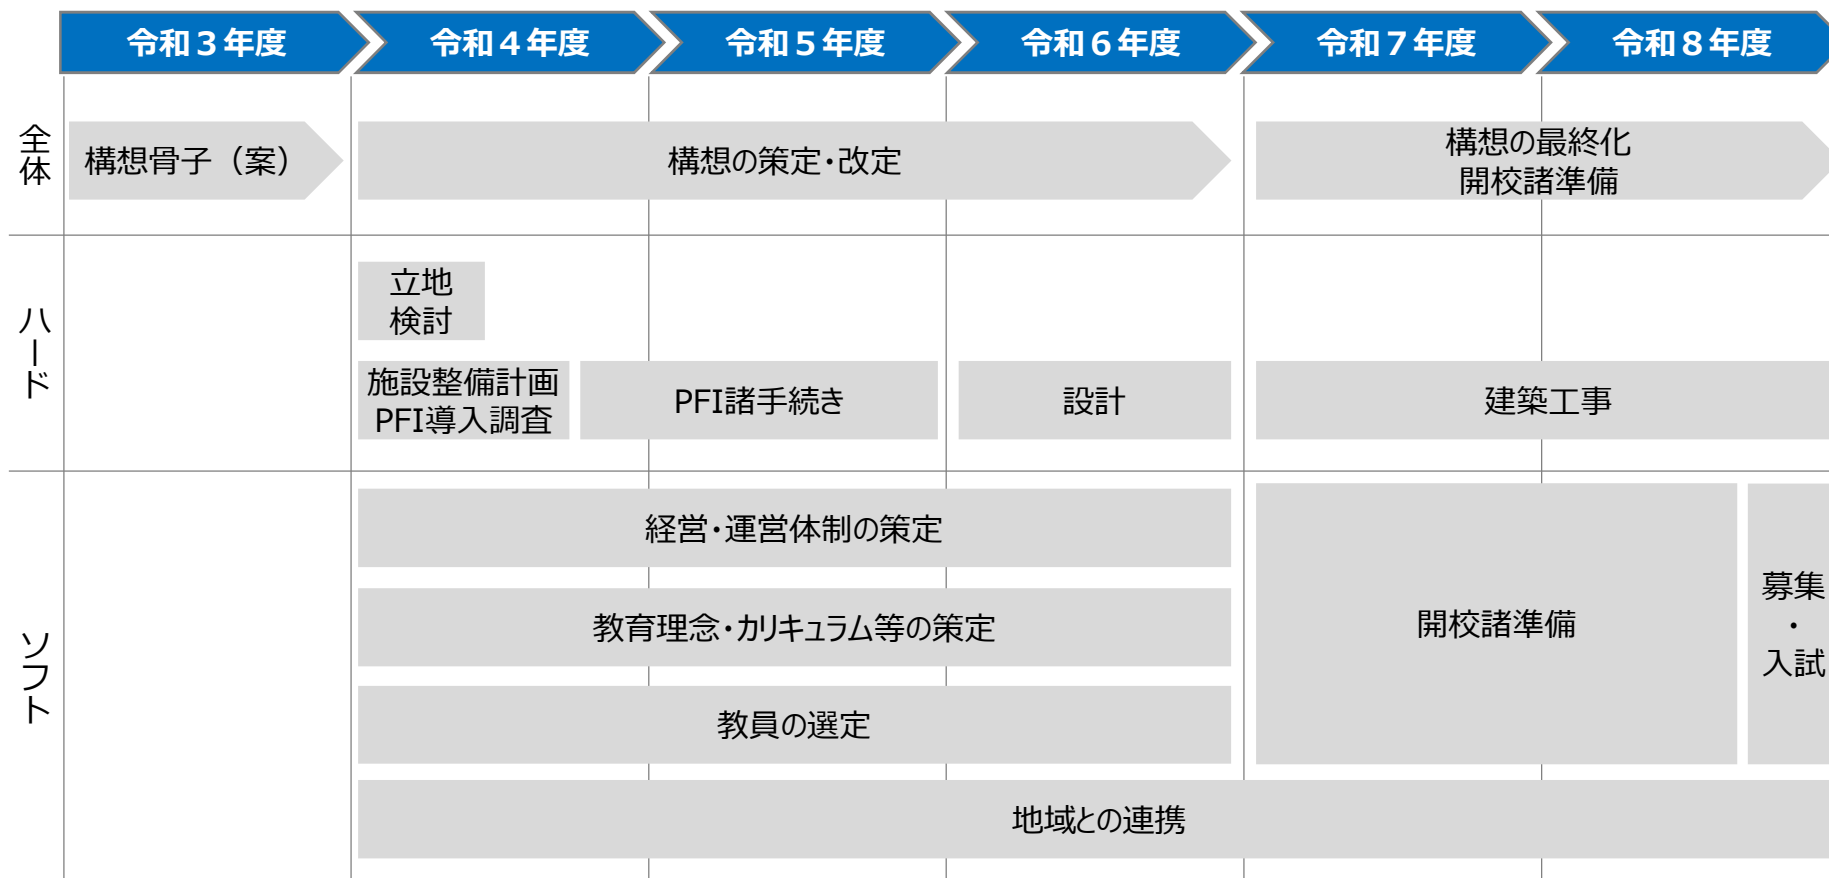 令和３年度
令和４年度
令和５年度
令和６年度
令和７年度
令和８年度
全体
構想骨子（案）
構想の策定・改定
構想の最終化
開校諸準備
ハード
立地
検討
施設整備計画
PFI導入調査
PFI諸手続き
設計
建築工事
ソフト
経営・運営体制の策定
教育理念・カリキュラム等の策定
教員の選定
開校諸準備
募集
・
入試
地域との連携